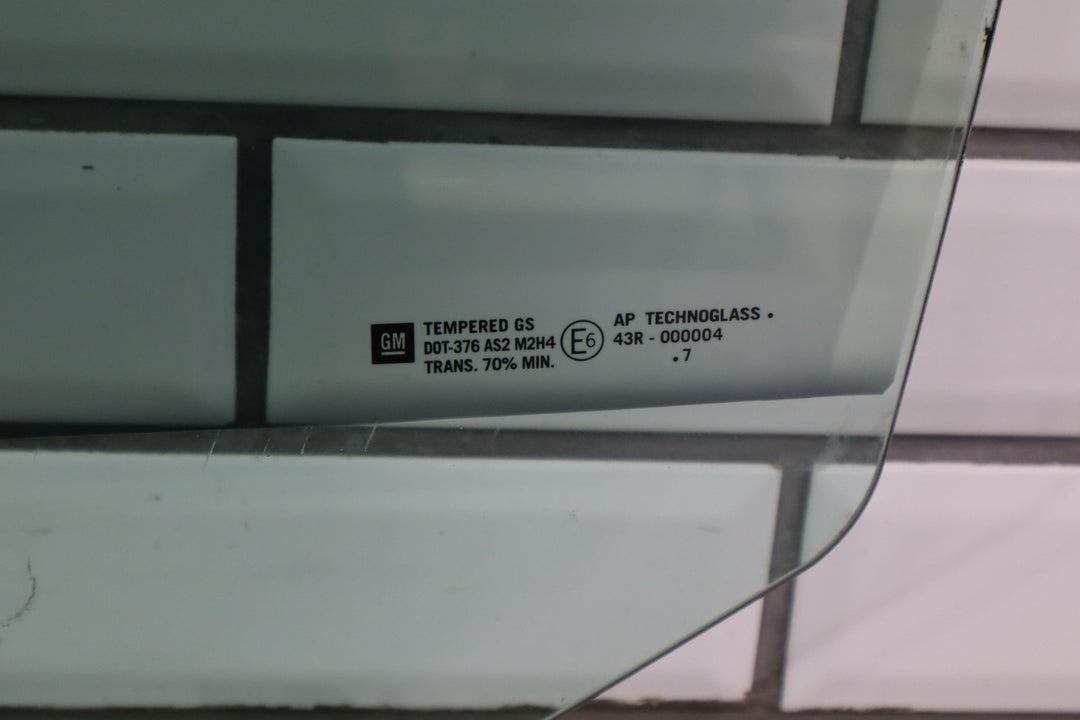 GM
TEMPERED GS
DOT-376 AS2 M2H4
TRANS. 70% MIN.
E6
AP TECHNOGLASS .
43R - 000004
.7